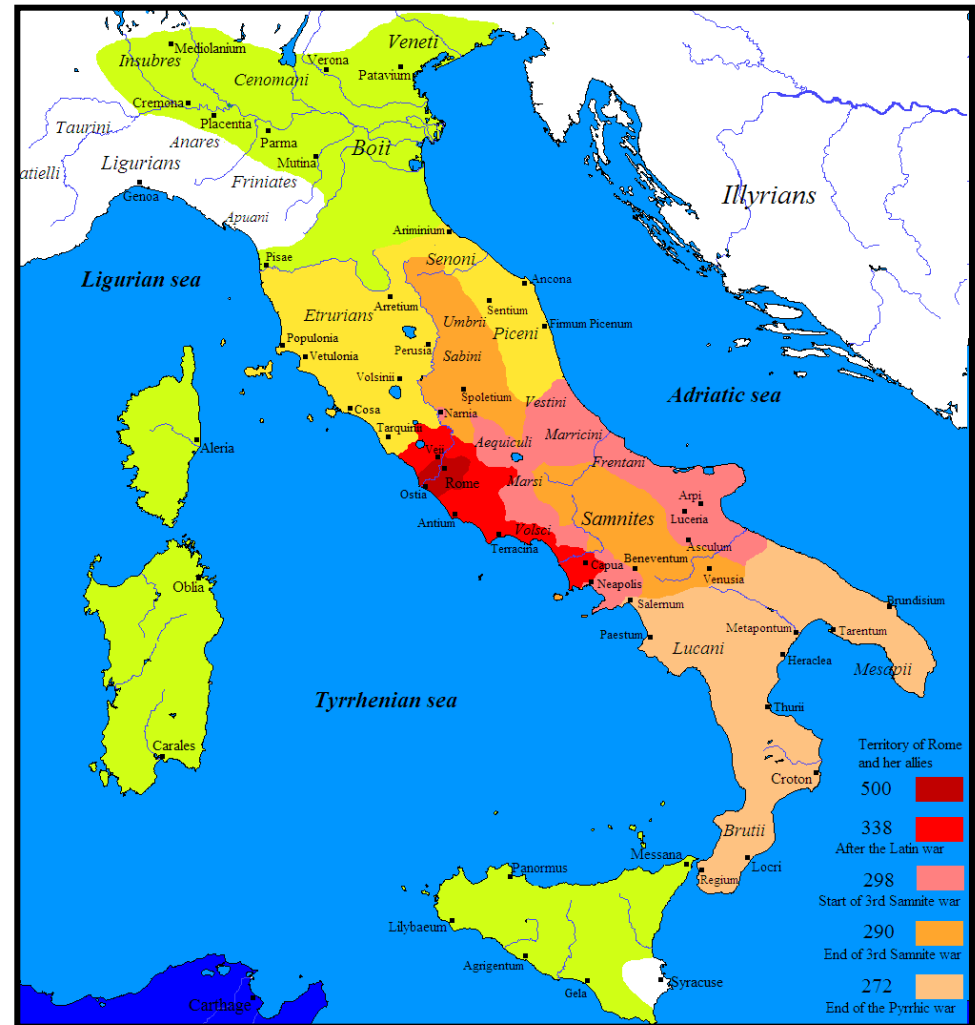 Mediolanum
Veneti
Insubres
Verona
Cenomani
Patavium
Cremona
Placentia
Taurini
Anares
Parma
Boii
Ligurians
Mutina
atielli
Friniates
Genoa
Illyrians
Apuani
Ariminium
Senoni
Pisae
Ligurian sea
Ancona
Arretium
Sentium
Etrurians
Umbrii
Firmum Picenum
Piceni
Populonia
Perusia
Vetulonia
Sabini
Volsinii
Spoletium
Adriatic sea
Vestini
Cosa
Narnia
Tarquina
Marricini
Aequiculi
Aleria
Veii
Frentani
Rome
Marsi
Ostia
Arpi
Luceria
Antium
Samnites
Volsci
Terracina
Asculum
Beneventum
Capua
Venusia
Oblia
Neapolis
Salernum
Brundisium
Paestum
Metapontum
Tarentum
Lucani
Heraclea
Mesapii
Tyrrhenian sea
Thurii
Carales
Territory of Rome
and her allies
Croton
500
338
Brutii
After the Latin war
Messana
Locri
Panormus
Regium
298
Start of 3rd Samnite war
Lilybaeum
290
End of 3rd Samnite war
Agrigentum
Gela
Syracuse
272
Carthago
End of the Pyrrhic war